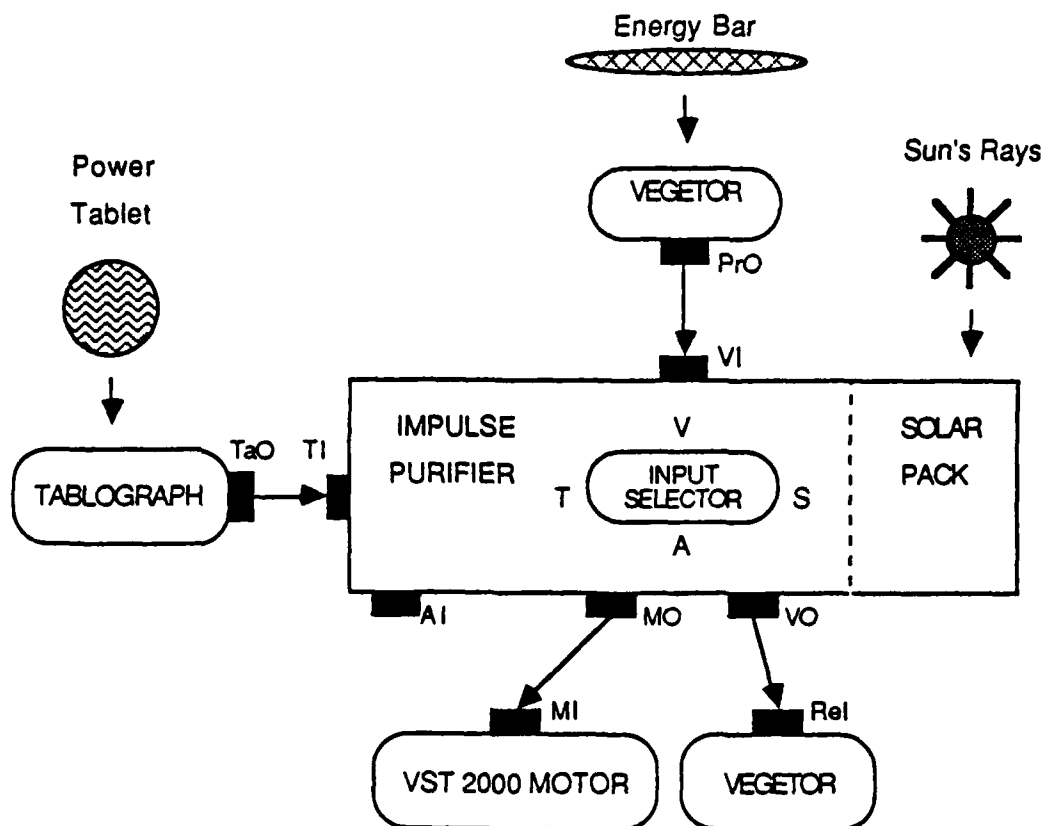 Energy Bar
Sun's Rays
Power
Tablet
VEGETOR
PrO
VI
IMPULSE
PURIFIER
V
INPUT
SELECTOR
T
S
A
SOLAR
PACK
TaO
TI
TABLOGRAPH
AI
MO
VO
MI
ReI
VST 2000 MOTOR
VEGETOR